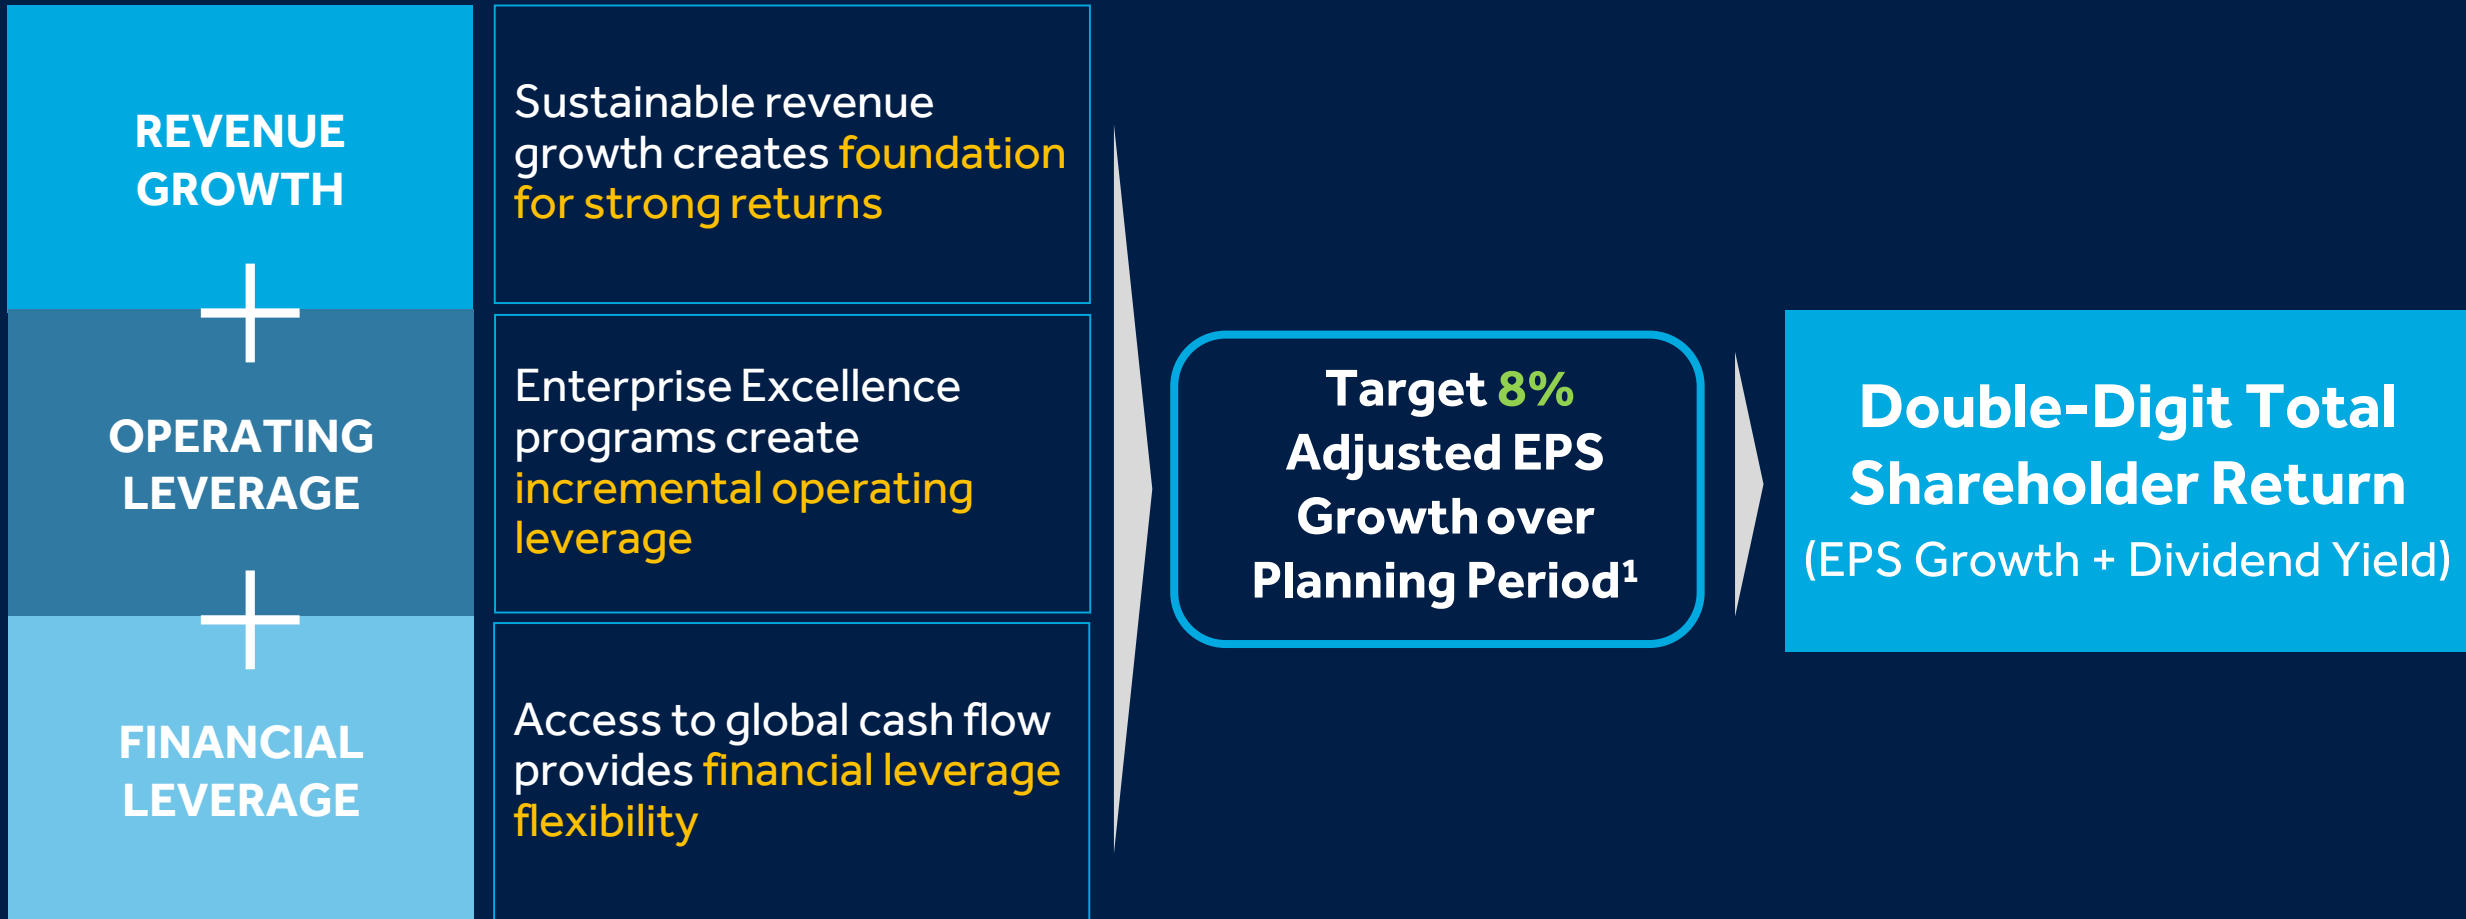 REVENUE
GROWTH
Sustainable revenue
growth creates foundation
for strong returns
OPERATING
LEVERAGE
Enterprise Excellence
programs create
incremental operating
leverage
FINANCIAL
LEVERAGE
Access to global cash flow
provides financial leverage
flexibility
Target 8%
Adjusted EPS
Growth over
Planning Period¹
Double-Digit Total
Shareholder Return
(EPS Growth + Dividend Yield)